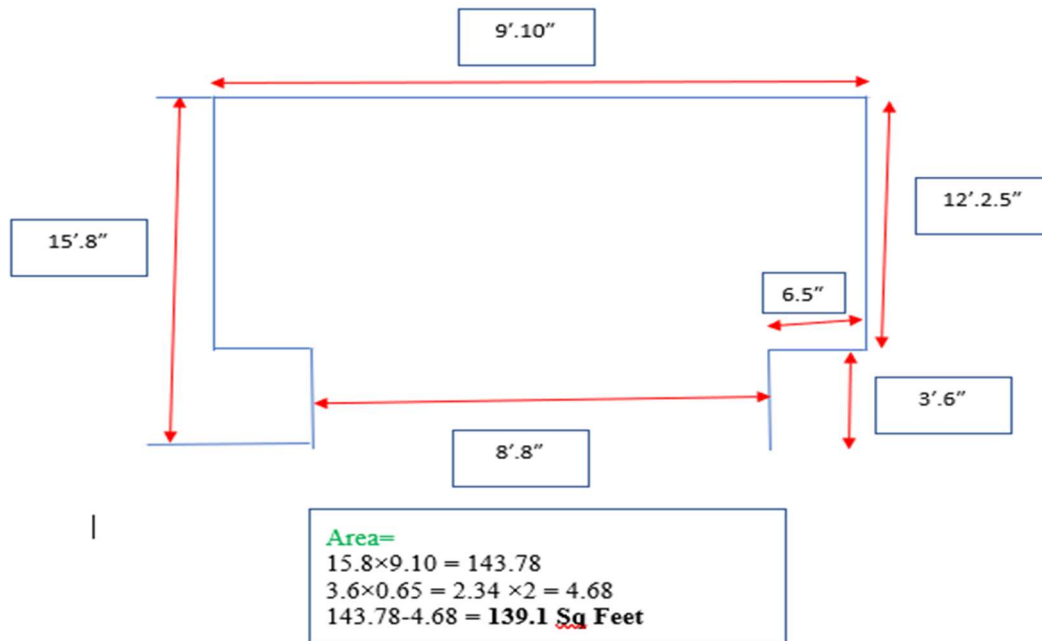 9′.10″
12′.2.5″
15′.8″
6.5″
3′.6″
8′.8″
Area=
15.8×9.10 = 143.78
3.6×0.65 = 2.34 ×2 = 4.68
143.78-4.68 = 139.1 Sq Feet